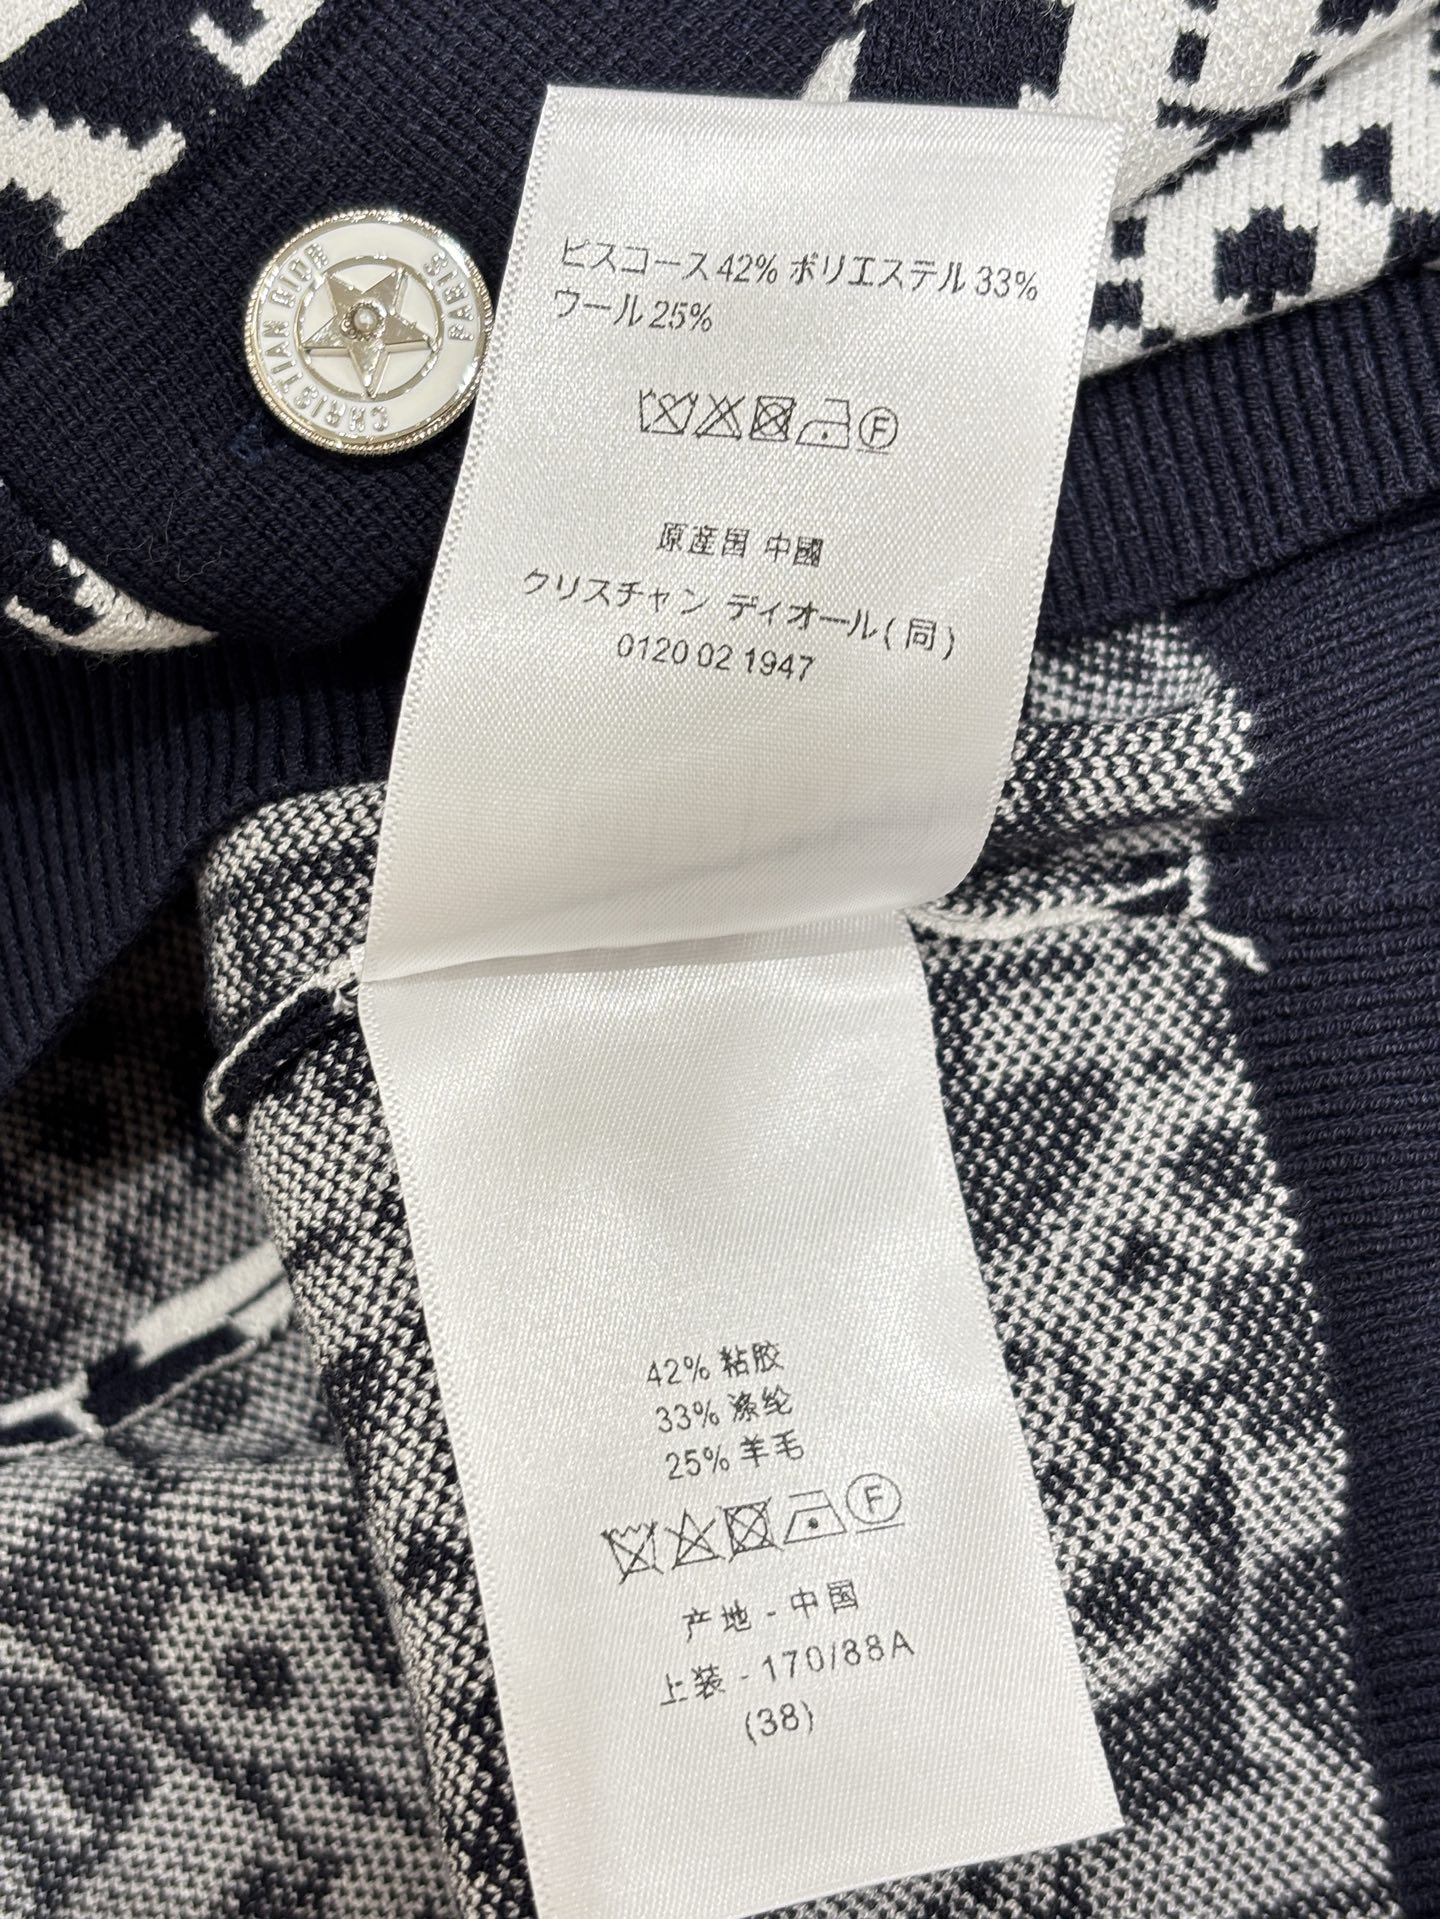 CHRISTIAN DIOR PARIS
ビスコース 42% ポリエステル 33%
ウール 25%
F
原産国 中國
クリスチャン ディオール ( 同 )
0120 02 1947
42% 粘胶
33% 涤纶
25% 羊毛
F
产地 - 中国
上装 - 170/88A
(38)